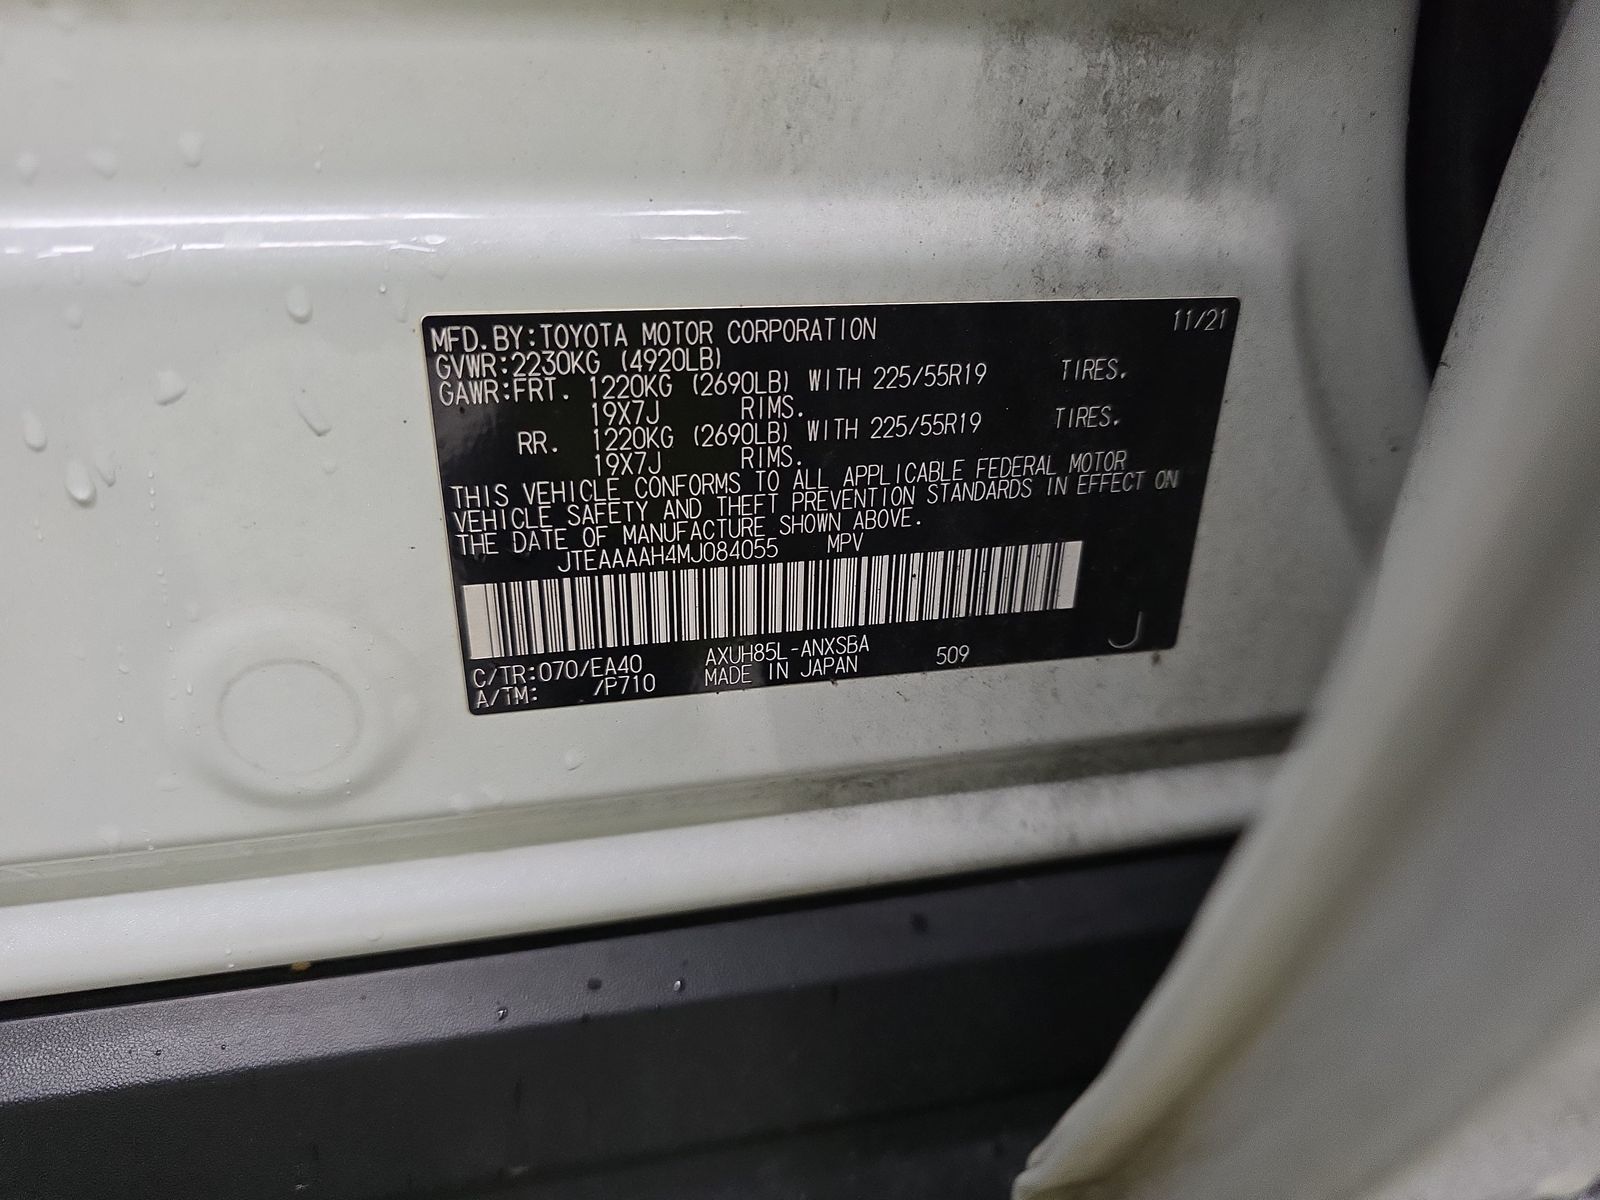 MFD. BY:TOYOTA MOTOR CORPORATION 11/21
GVWR:2230KG (4920LB)
GAWR:FRT. 1220KG (2690LB) WITH 225/55R19 TIRES.
19X7J RIMS.
RR. 1220KG (2690LB) WITH 225/55R19 TIRES.
19X7J RIMS.
THIS VEHICLE CONFORMS TO ALL APPLICABLE FEDERAL MOTOR
VEHICLE SAFETY AND THEFT PREVENTION STANDARDS IN EFFECT ON
THE DATE OF MANUFACTURE SHOWN ABOVE.
JTEAAAAH4MJ084055 MPV
C/TR:070/EA40 AXUH85L-ANXSBA 509 J
A/TM: /P710 MADE IN JAPAN